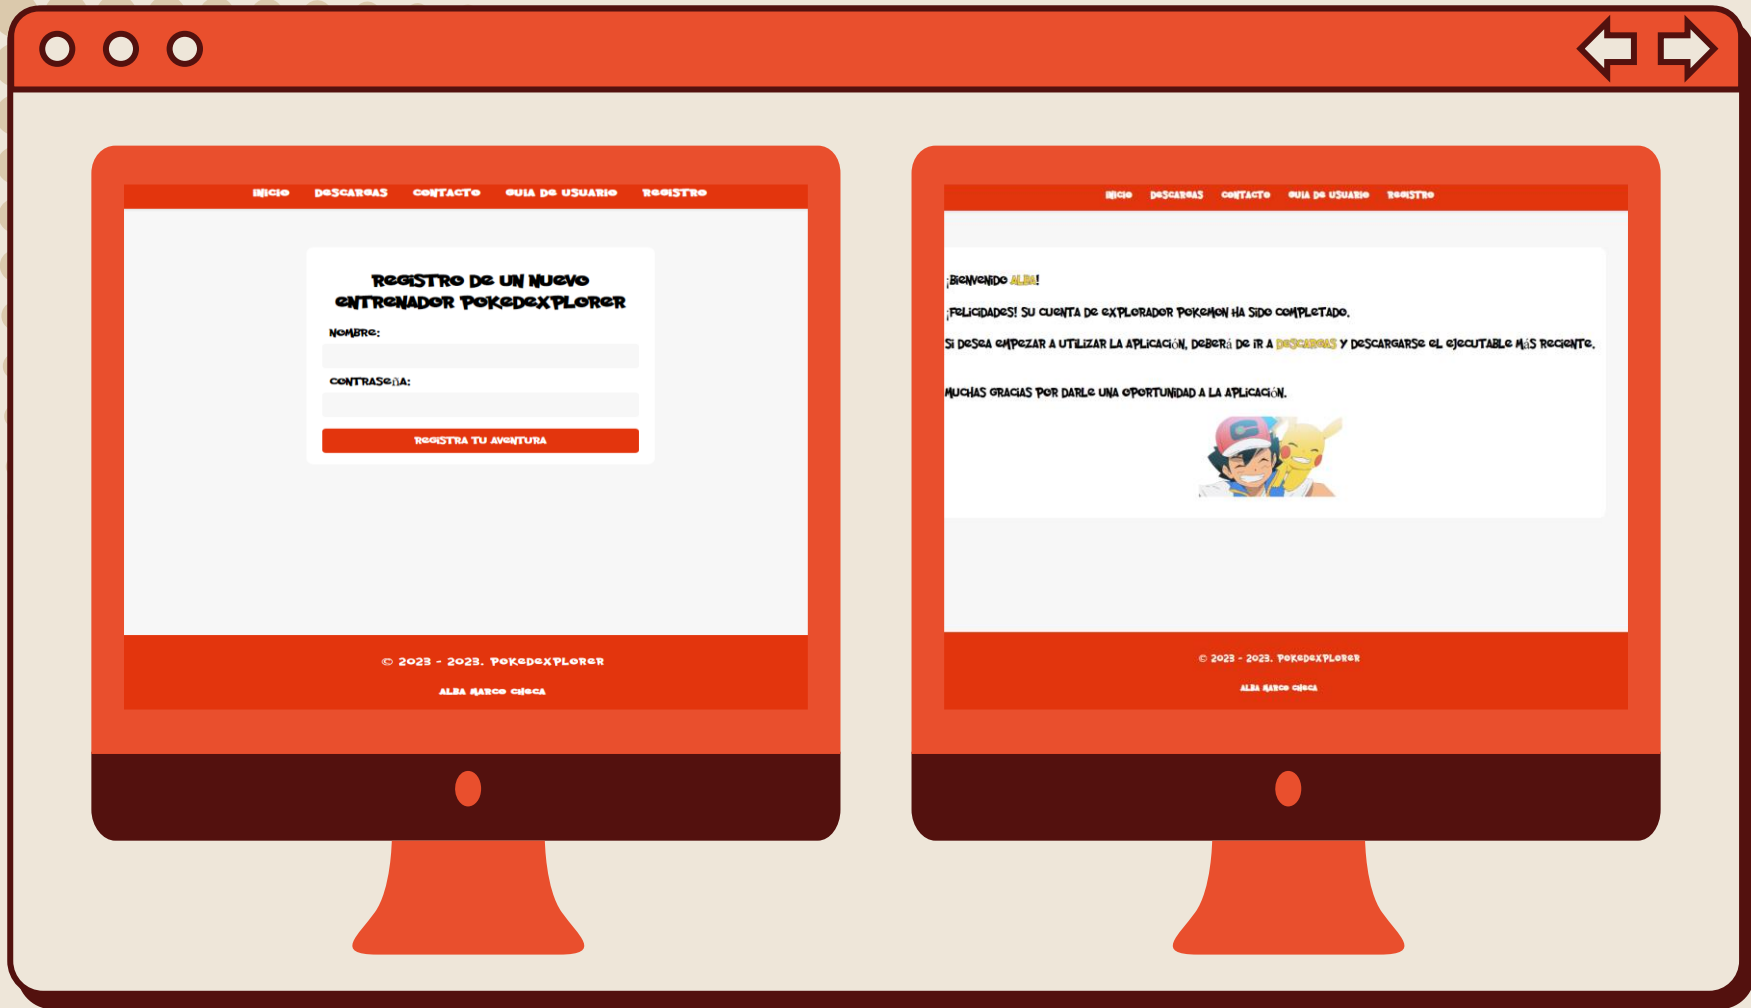 INICIO DESCARGAS CONTACTO GUIA DE USUARIO REGISTRO
REGISTRO DE UN NUEVO
ENTRENADOR POKEDEXPLORER
NOMBRE:
CONTRASEÑA:
REGISTRA TU AVENTURA
© 2023 - 2023. POKEDEXPLORER
ALBA MARCO CHECA
INICIO DESCARGAS CONTACTO GUIA DE USUARIO REGISTRO
¡BIENVENIDO ALBA!
¡FELICIDADES! SU CUENTA DE EXPLORADOR POKEMON HA SIDO COMPLETADO.
SI DESEA EMPEZAR A UTILIZAR LA APLICACIÓN, DEBERÁ DE IR A DESCARGAS Y DESCARGARSE EL EJECUTABLE MÁS RECIENTE.
MUCHAS GRACIAS POR DARLE UNA OPORTUNIDAD A LA APLICACIÓN.
© 2023 - 2023. POKEDEXPLORER
ALBA MARCO CHECA